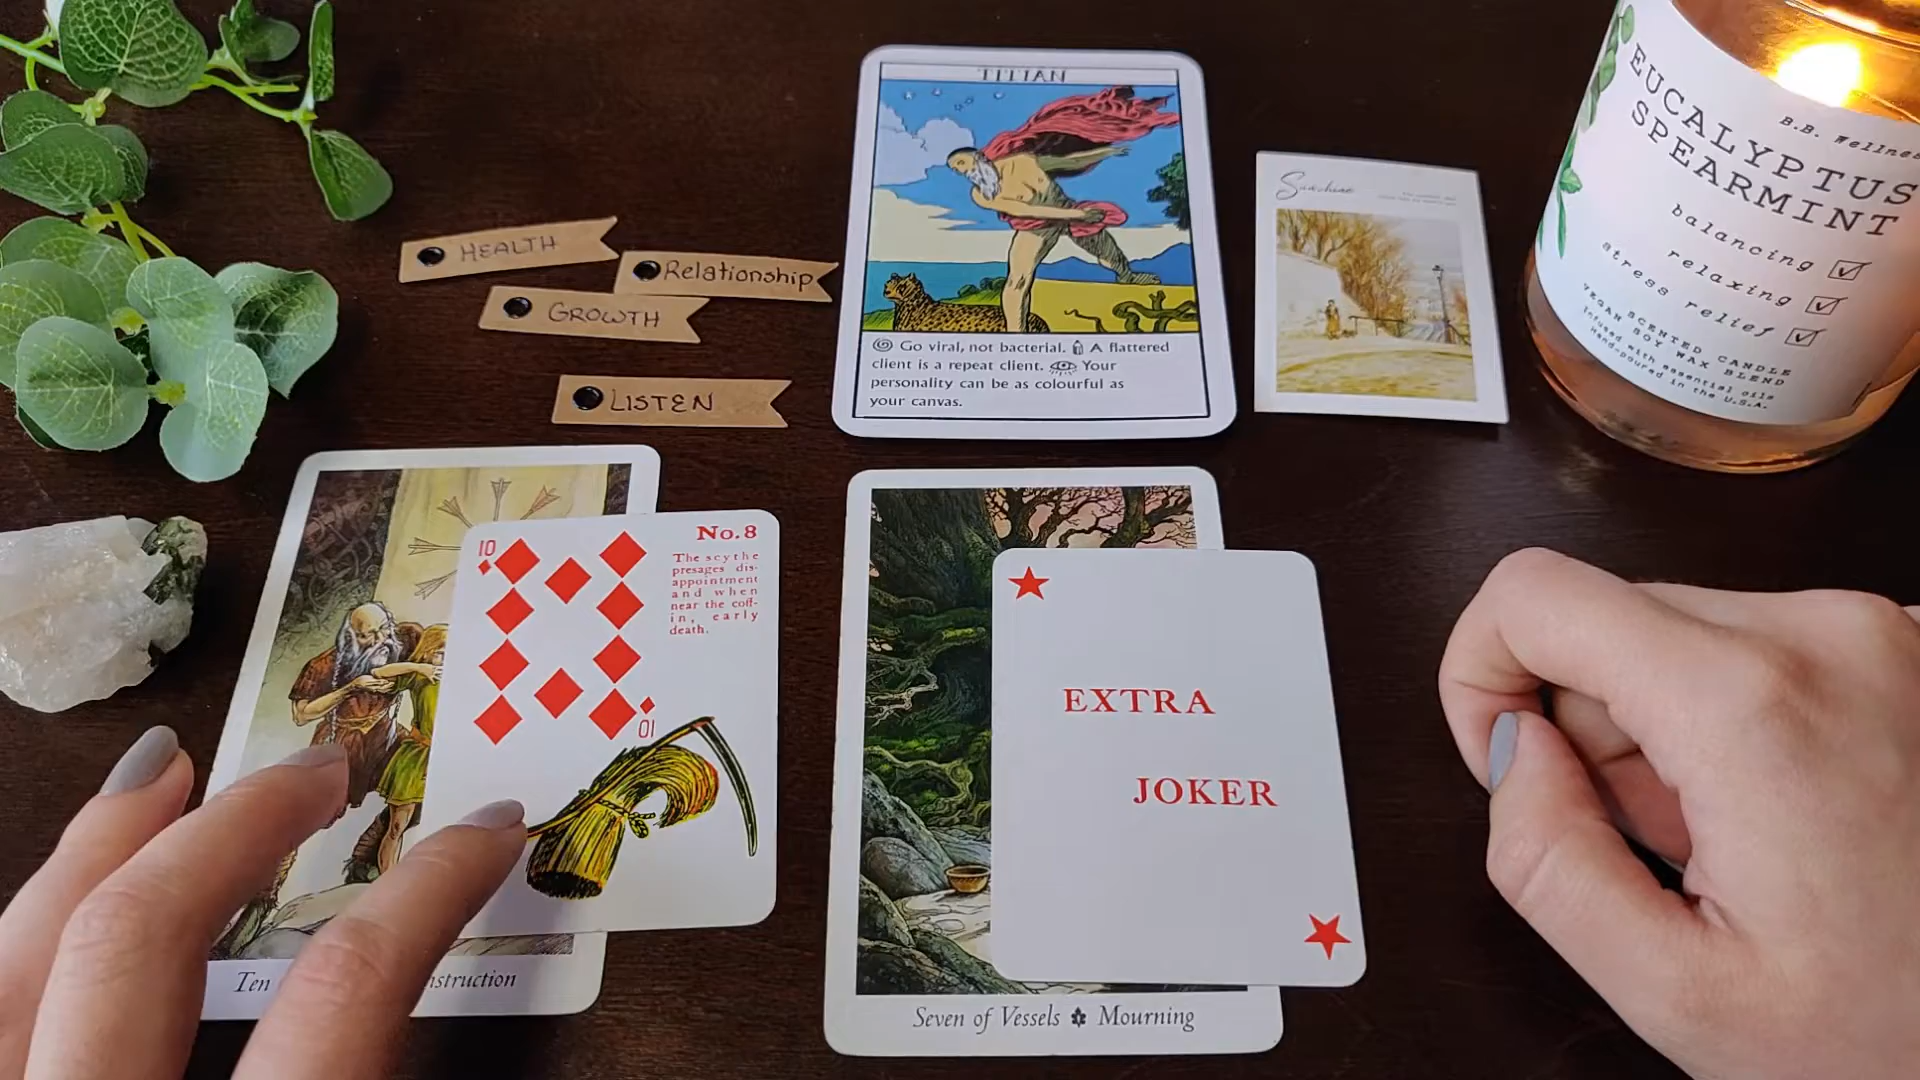 TITIAN
Go viral, not bacterial. A flattered
client is a repeat client. Your
personality can be as colourful as
your canvas.
HEALTH
Relationship
GROWTH
LISTEN
Sunshine
B.B. Wellness
EUCALYPTUS
SPEARMINT
balancing
relaxing
stress relief
VEGAN SCENTED CANDLE
SOY WAX BLEND
Infused with essential oils
Hand-poured in the U.S.A.
10
No.8
The scythe
presages dis-
appointment
and when
near the coff-
in, early
death.
10
Ten
nstruction
EXTRA
JOKER
Seven of Vessels Mourning